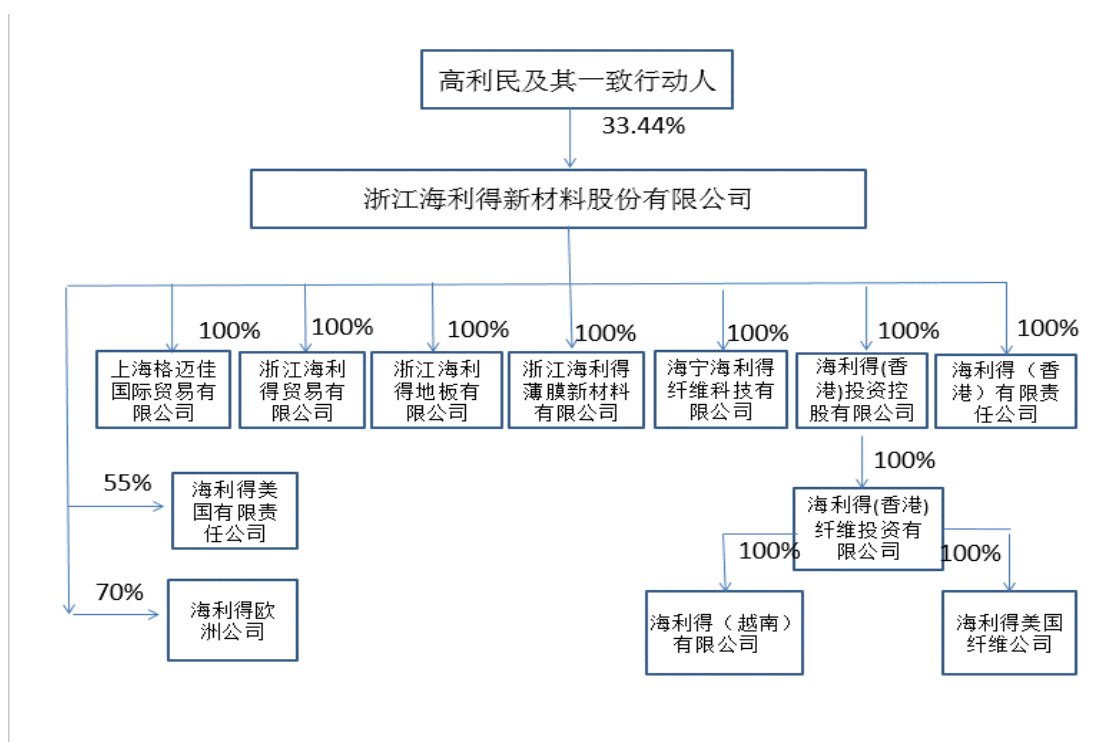 高利民及其一致行动人
33.44%
浙江海利得新材料股份有限公司
100%
100%
100%
100%
100%
100%
100%
上海格迈佳
国际贸易有
限公司
浙江海利
得贸易有
限公司
浙江海利
得地板有
限公司
浙江海利得
薄膜新材料
有限公司
海宁海利得
纤维科技有
限公司
海利得(香
港)投资控
股有限公司
海利得（香
港）有限责
任公司
100%
55%
海利得美
国有限责
任公司
海利得(香港)
纤维投资有
限公司
100%
100%
70%
海利得欧
洲公司
海利得（越南）
有限公司
海利得美国
纤维公司